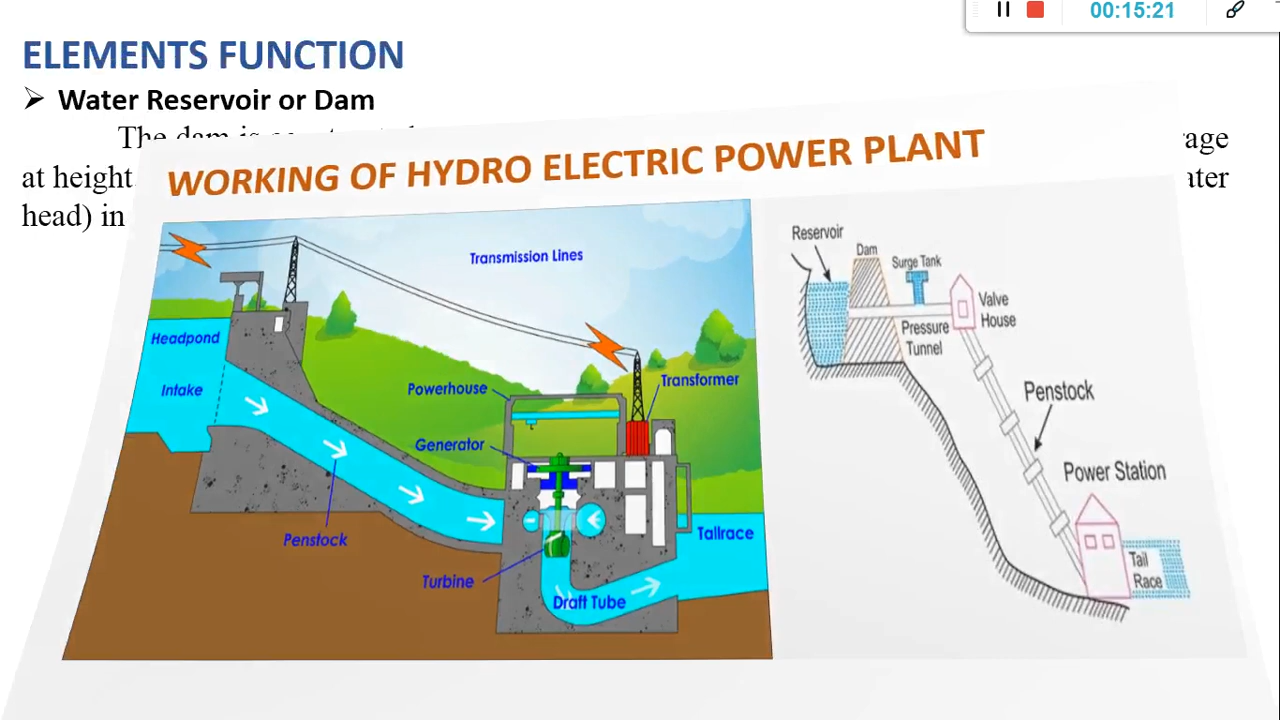 00:15:21
ELEMENTS FUNCTION
Water Reservoir or Dam
The dam is
at height
head) in
WORKING OF HYDRO ELECTRIC POWER PLANT
Transmission Lines
Headpond
Intake
Powerhouse
Transformer
Generator
Penstock
Turbine
Draft Tube
Tailrace
Reservoir
Dam
Surge Tank
Valve
House
Pressure
Tunnel
Penstock
Power Station
Tail
Race